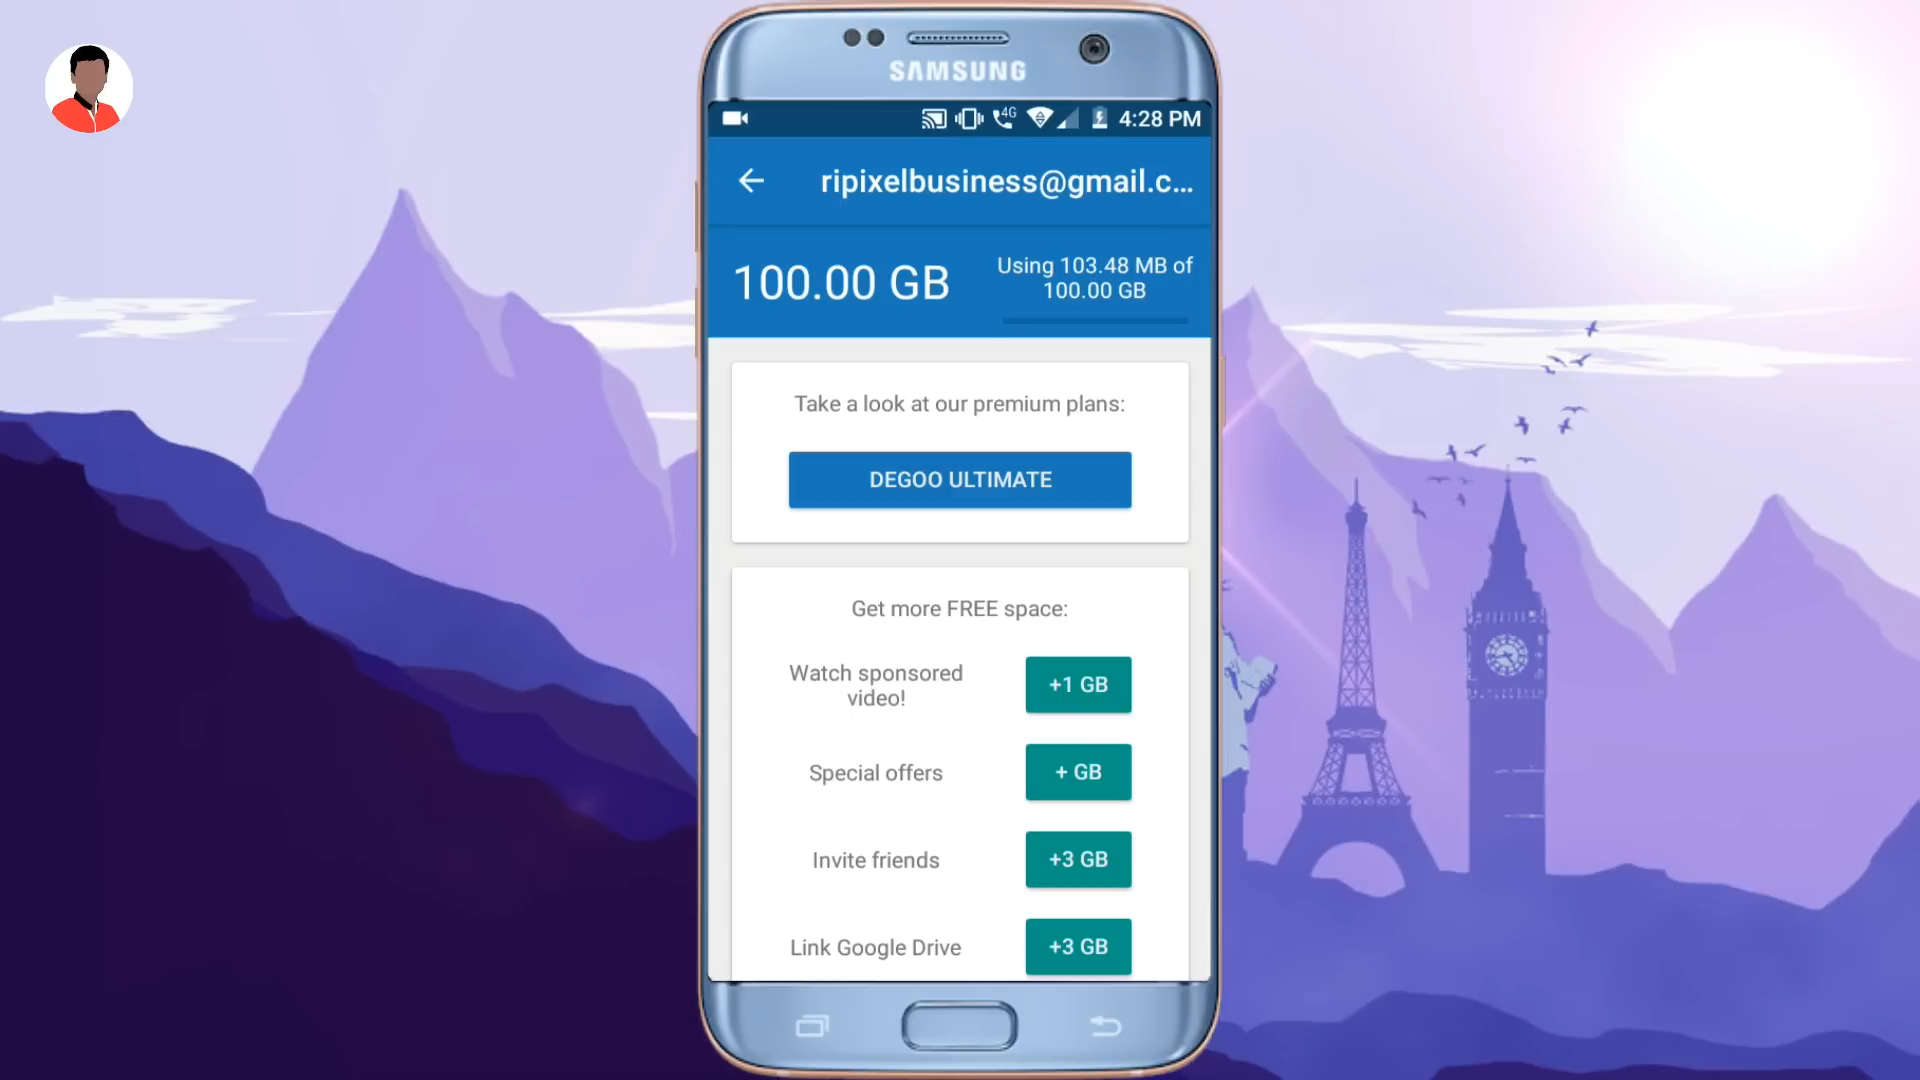 SAMSUNG
4G
4:28 PM
ripixelbusiness@gmail.c...
100.00 GB
Using 103.48 MB of
100.00 GB
Take a look at our premium plans:
DEGOO ULTIMATE
Get more FREE space:
Watch sponsored
video!
+1 GB
Special offers
+ GB
Invite friends
+3 GB
Link Google Drive
+3 GB